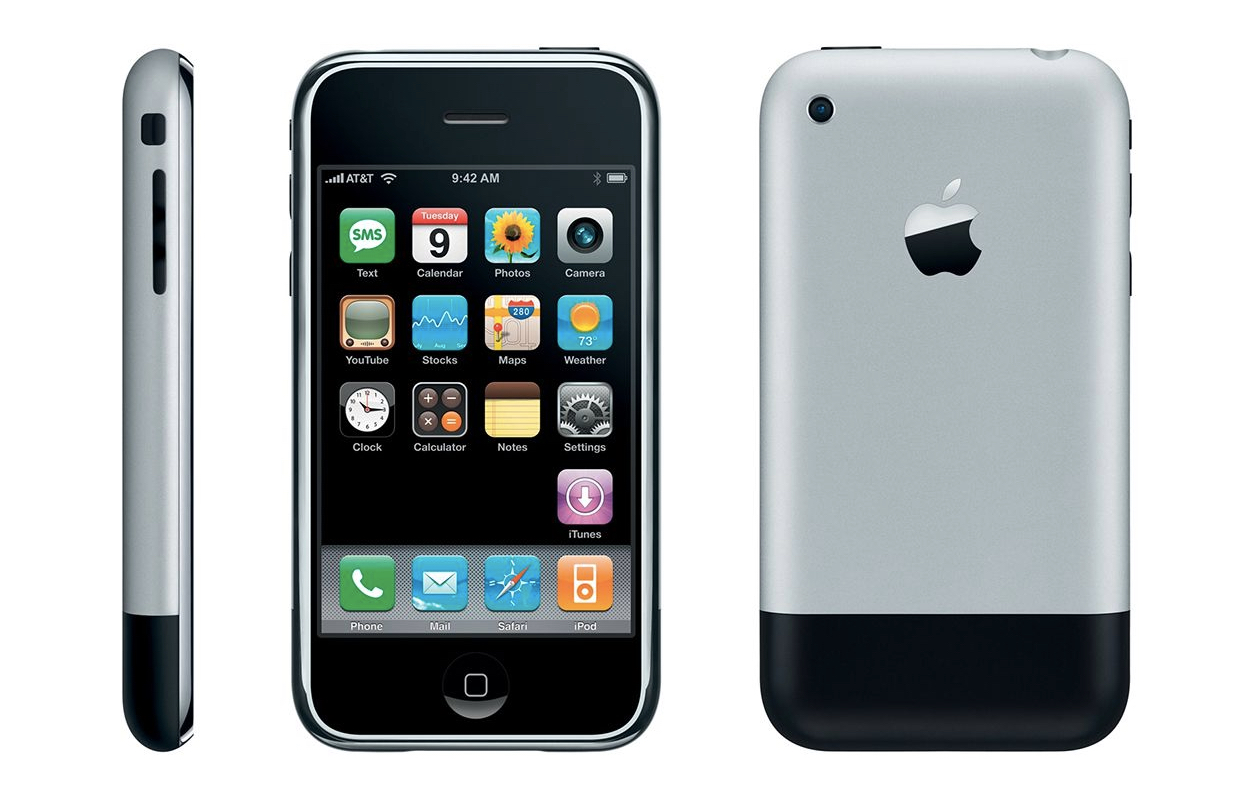 AT&T 9:42 AM
SMS Tuesday 9
Text Calendar Photos Camera
280 73°
YouTube Stocks Maps Weather
Clock Calculator Notes Settings
iTunes
Phone Mail Safari iPod